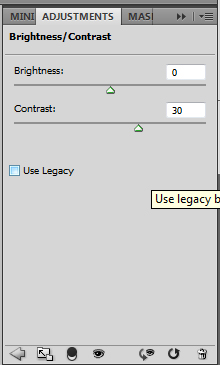 MINI ADJUSTMENTS MAS
Brightness/Contrast
Brightness: 0
Contrast: 30
Use Legacy
Use legacy b